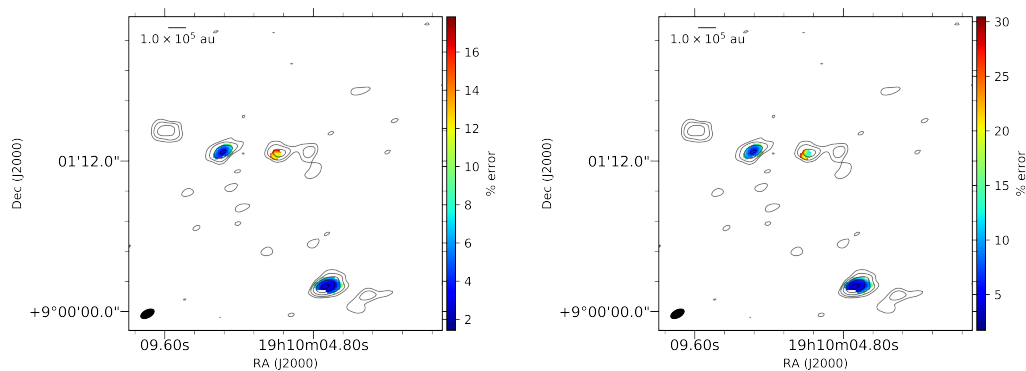 1.0 × 10⁵ au
16
14
12
10
8
6
4
2
% error
Dec (J2000)
01'12.0"
+9°00'00.0"
09.60s
19h10m04.80s
RA (J2000)
1.0 × 10⁵ au
30
25
20
15
10
5
% error
Dec (J2000)
01'12.0"
+9°00'00.0"
09.60s
19h10m04.80s
RA (J2000)